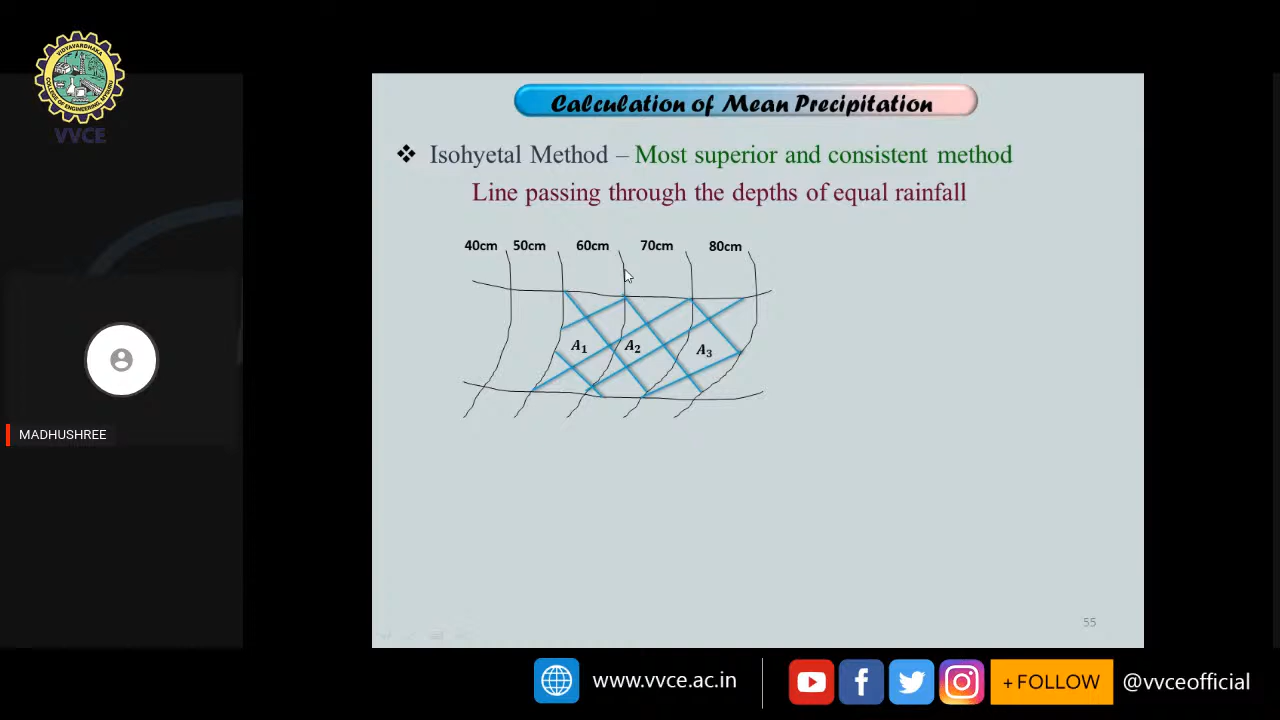 VVCE
Calculation of Mean Precipitation
❖ Isohyetal Method – Most superior and consistent method
Line passing through the depths of equal rainfall
40cm 50cm 60cm 70cm 80cm
A₁ A₂ A₃
MADHUSHREE
55
www.vvce.ac.in + FOLLOW @vvceofficial